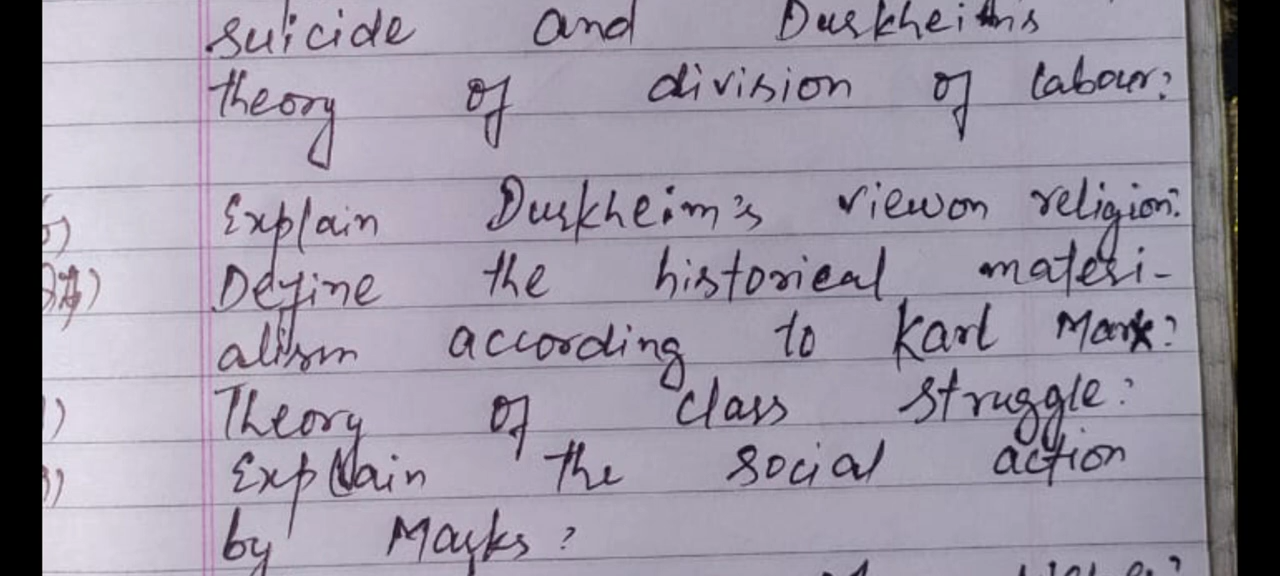 suicide and Durkheim's
theory of division of labour?
Explain Durkheim's view on religion?
Define the historical materi-
alism according to Karl Mark?
Theory of class struggle?
Explain the social action
by Marks?